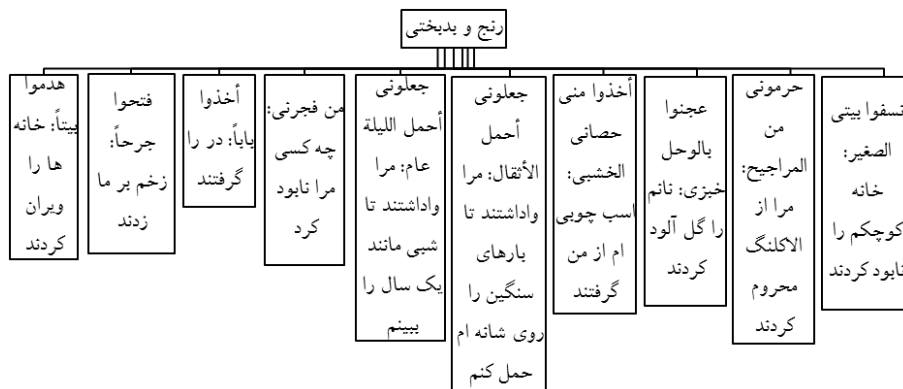 رنج و بدبختی
نسفوا بیتی
الصغیر:
خانه
کوچکم را
نابود کردند
حرمونی
من
المراجیح:
مرا از
الاکلنگ
محروم
کردند
عجنوا
بالوحل
خبزی: نانم
را گل آلود
کردند
أخذوا منی
حصانی
الخشبی:
اسب چوبی
ام از من
گرفتند
جعلونی
أحمل
الأثقال: مرا
واداشتند تا
بارهای
سنگین را
روی شانه ام
حمل کنم
جعلونی
أحمل اللیلة
عام: مرا
واداشتند تا
شبی مانند
یک سال را
ببینم
من فجرنی:
چه کسی
مرا نابود
کرد
أخذوا
باباً: در را
گرفتند
فتحوا
جرحاً:
زخم بر ما
زدند
هدموا
بیتاً: خانه
ها را
ویران
کردند